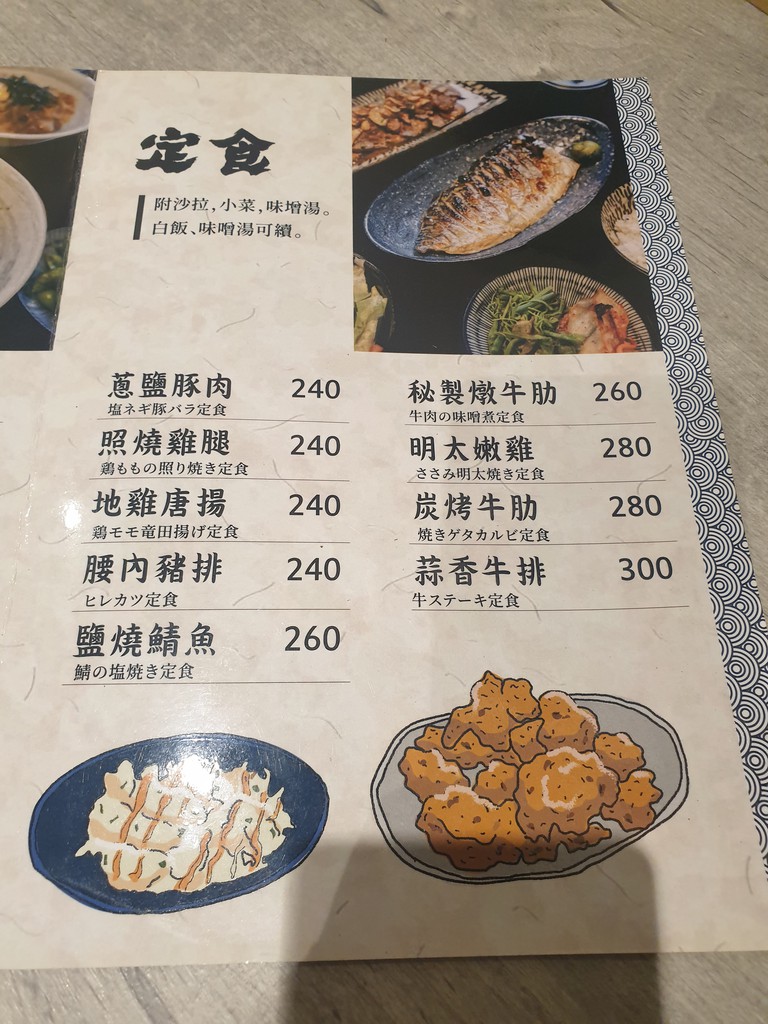 定食
附沙拉,小菜,味增湯。
白飯、味噌湯可續。
蔥鹽豚肉 240
塩ネギ豚バラ定食
照燒雞腿 240
鶏ももの照り焼き定食
地雞唐揚 240
鶏モモ竜田揚げ定食
腰內豬排 240
ヒレカツ定食
鹽燒鯖魚 260
鯖の塩焼き定食
秘製燉牛肋 260
牛肉の味噌煮定食
明太嫩雞 280
ささみ明太焼き定食
炭烤牛肋 280
焼きゲタカルビ定食
蒜香牛排 300
牛ステーキ定食